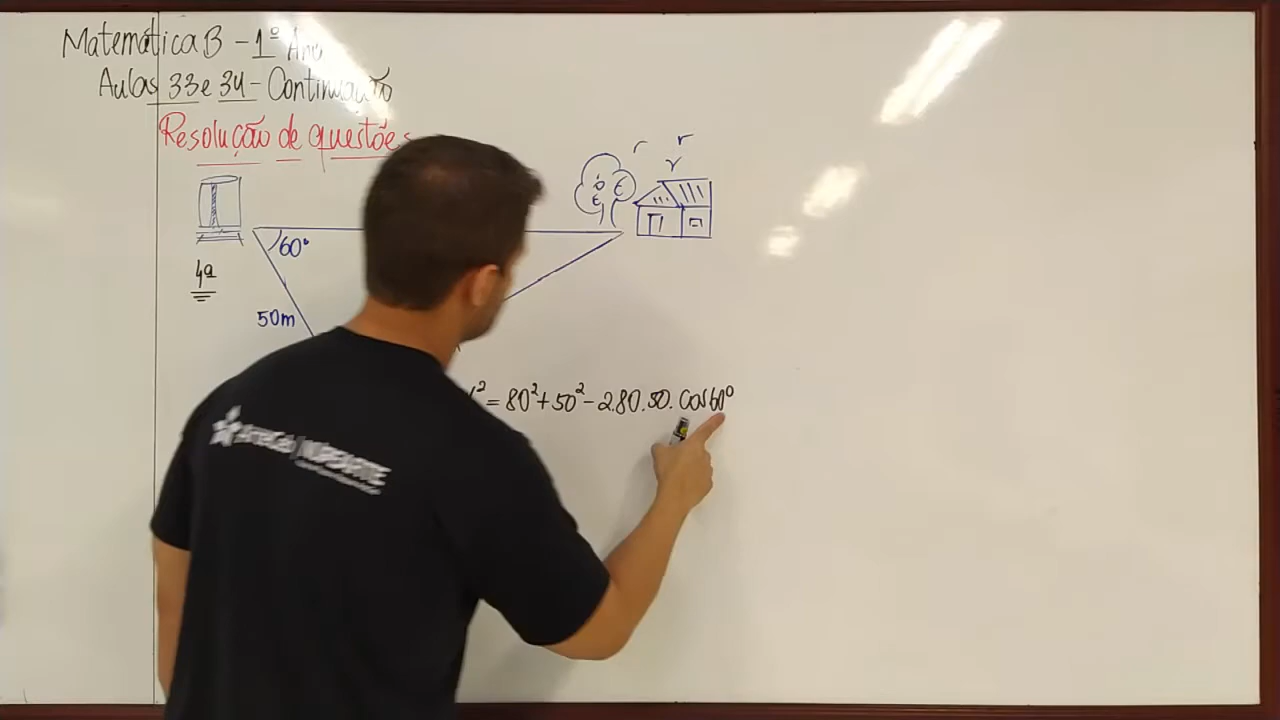 Matemática B - 1º Ano
Aulas 33 e 34 - Continuação
Resolução de questões
60°
4ª
50m
² = 80² + 50² - 2.80.50. Cos 60°